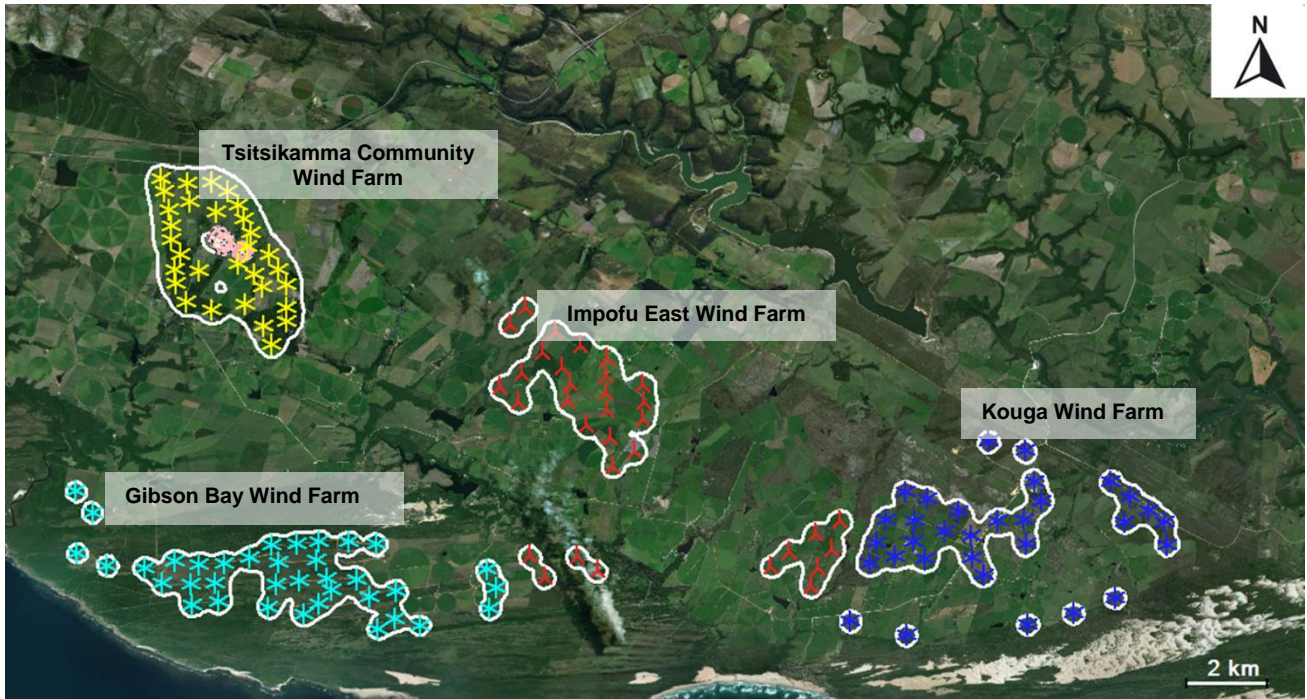 N
Tsitsikamma Community
Wind Farm
Impofu East Wind Farm
Kouga Wind Farm
Gibson Bay Wind Farm
2 km